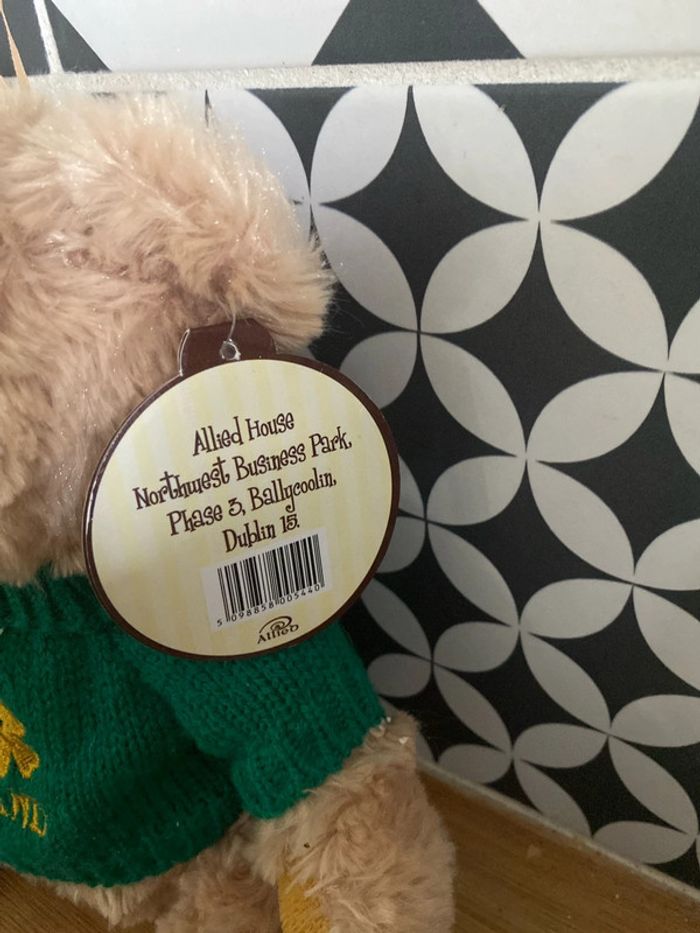 Allied House
Northwest Business Park,
Phase 3, Ballycoolin,
Dublin 15.
5 098858 005440
Allied